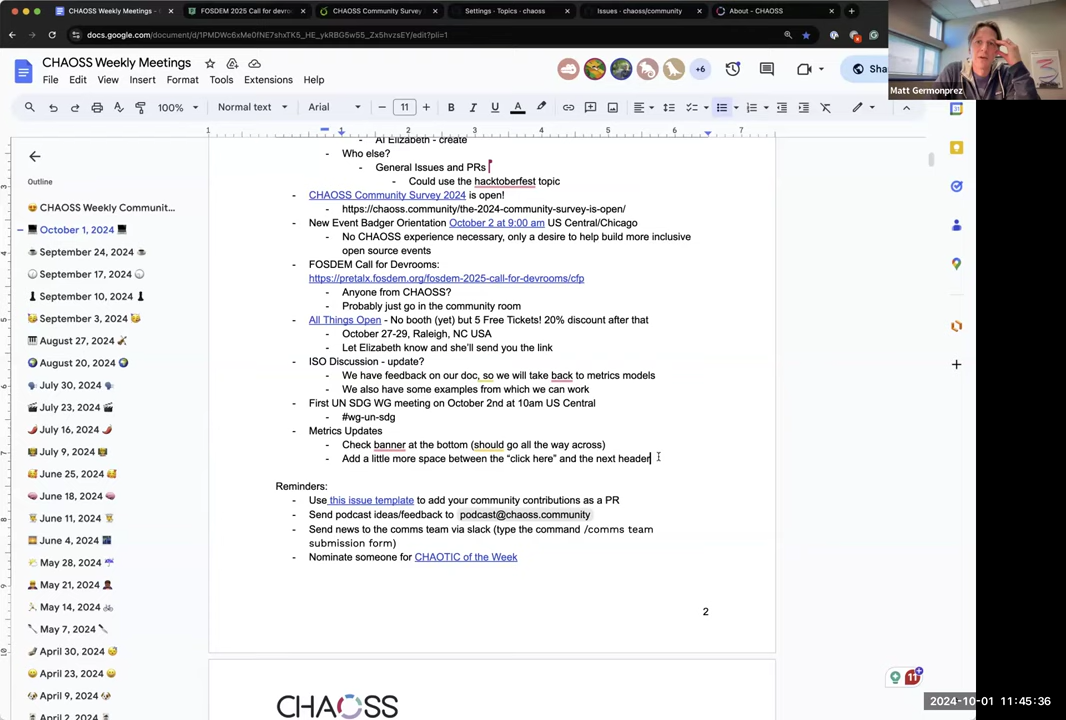 CHAOSS Weekly Meetings
FOSDEM 2025 Call for devro
CHAOSS Community Survey
Settings · Topics · chaoss
Issues · chaoss/community
About – CHAOSS
Matt Germonprez
CHAOSS Weekly Meetings
File Edit View Insert Format Tools Extensions Help
+6
Sha
100%
Normal text
Arial
11
1 1 2 3 4 5 6 7
AI Elizabeth - create
- Who else?
- General Issues and PRs
- Could use the hacktoberfest topic
- CHAOSS Community Survey 2024 is open!
- https://chaoss.community/the-2024-community-survey-is-open/
- New Event Badger Orientation October 2 at 9:00 am US Central/Chicago
- No CHAOSS experience necessary, only a desire to help build more inclusive
open source events
- FOSDEM Call for Devrooms:
https://pretalx.fosdem.org/fosdem-2025-call-for-devrooms/cfp
- Anyone from CHAOSS?
- Probably just go in the community room
- All Things Open - No booth (yet) but 5 Free Tickets! 20% discount after that
- October 27-29, Raleigh, NC USA
- Let Elizabeth know and she'll send you the link
- ISO Discussion - update?
- We have feedback on our doc, so we will take back to metrics models
- We also have some examples from which we can work
- First UN SDG WG meeting on October 2nd at 10am US Central
- #wg-un-sdg
- Metrics Updates
- Check banner at the bottom (should go all the way across)
- Add a little more space between the “click here” and the next header
Reminders:
- Use this issue template to add your community contributions as a PR
- Send podcast ideas/feedback to podcast@chaoss.community
- Send news to the comms team via slack (type the command /comms team
submission form)
- Nominate someone for CHAOTIC of the Week
2
CHAOSS
Outline
CHAOSS Weekly Communit...
October 1, 2024
September 24, 2024
September 17, 2024
September 10, 2024
September 3, 2024
August 27, 2024
August 20, 2024
July 30, 2024
July 23, 2024
July 16, 2024
July 9, 2024
June 25, 2024
June 18, 2024
June 11, 2024
June 4, 2024
May 28, 2024
May 21, 2024
May 14, 2024
May 7, 2024
April 30, 2024
April 23, 2024
April 9, 2024
April 2, 2024
11
2024-10-01 11:45:36